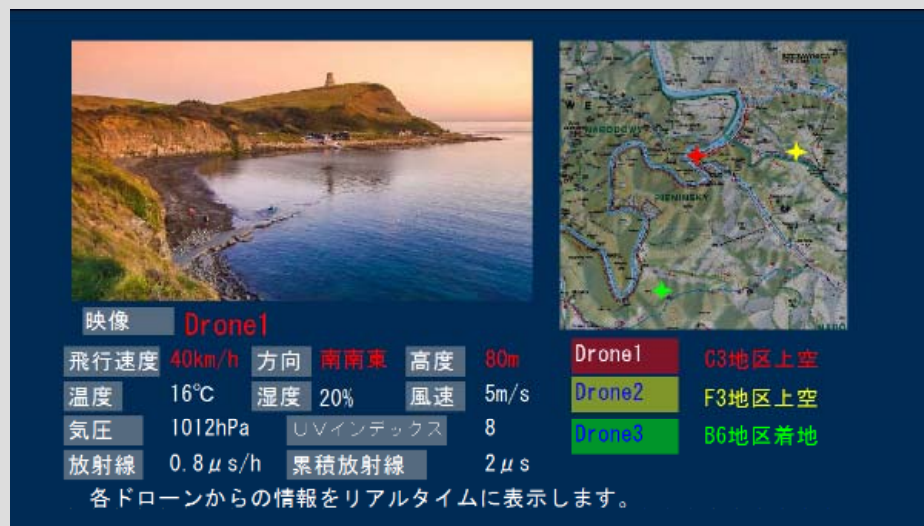 NARODOWY
PIENINSKY
映像 Drone1
飛行速度 40km/h 方向 南南東 高度 80m
温度 16℃ 湿度 20% 風速 5m/s
気圧 1012hPa UVインデックス 8
放射線 0.8μs/h 累積放射線 2μs
Drone1 C3地区上空
Drone2 F3地区上空
Drone3 B6地区着地
各ドローンからの情報をリアルタイムに表示します。